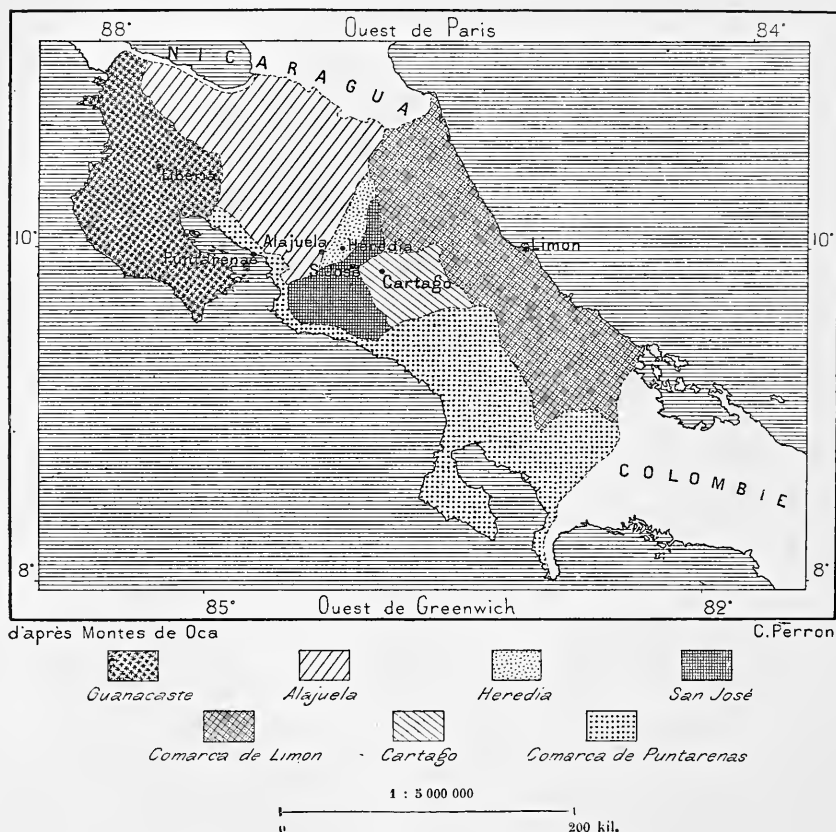 88° Ouest de Paris 84°
NICARAGUA
Liberia
10° Alajuela Heredia Limon 10°
Puntarenas S. José Cartago
COLOMBIE
8° 8°
85° Ouest de Greenwich 82°
d'après Montes de Oca C. Perron
Guanacaste Alajuela Heredia San José
Comarca de Limon - Cartago Comarca de Puntarenas
1 : 5 000 000
0 200 kil.